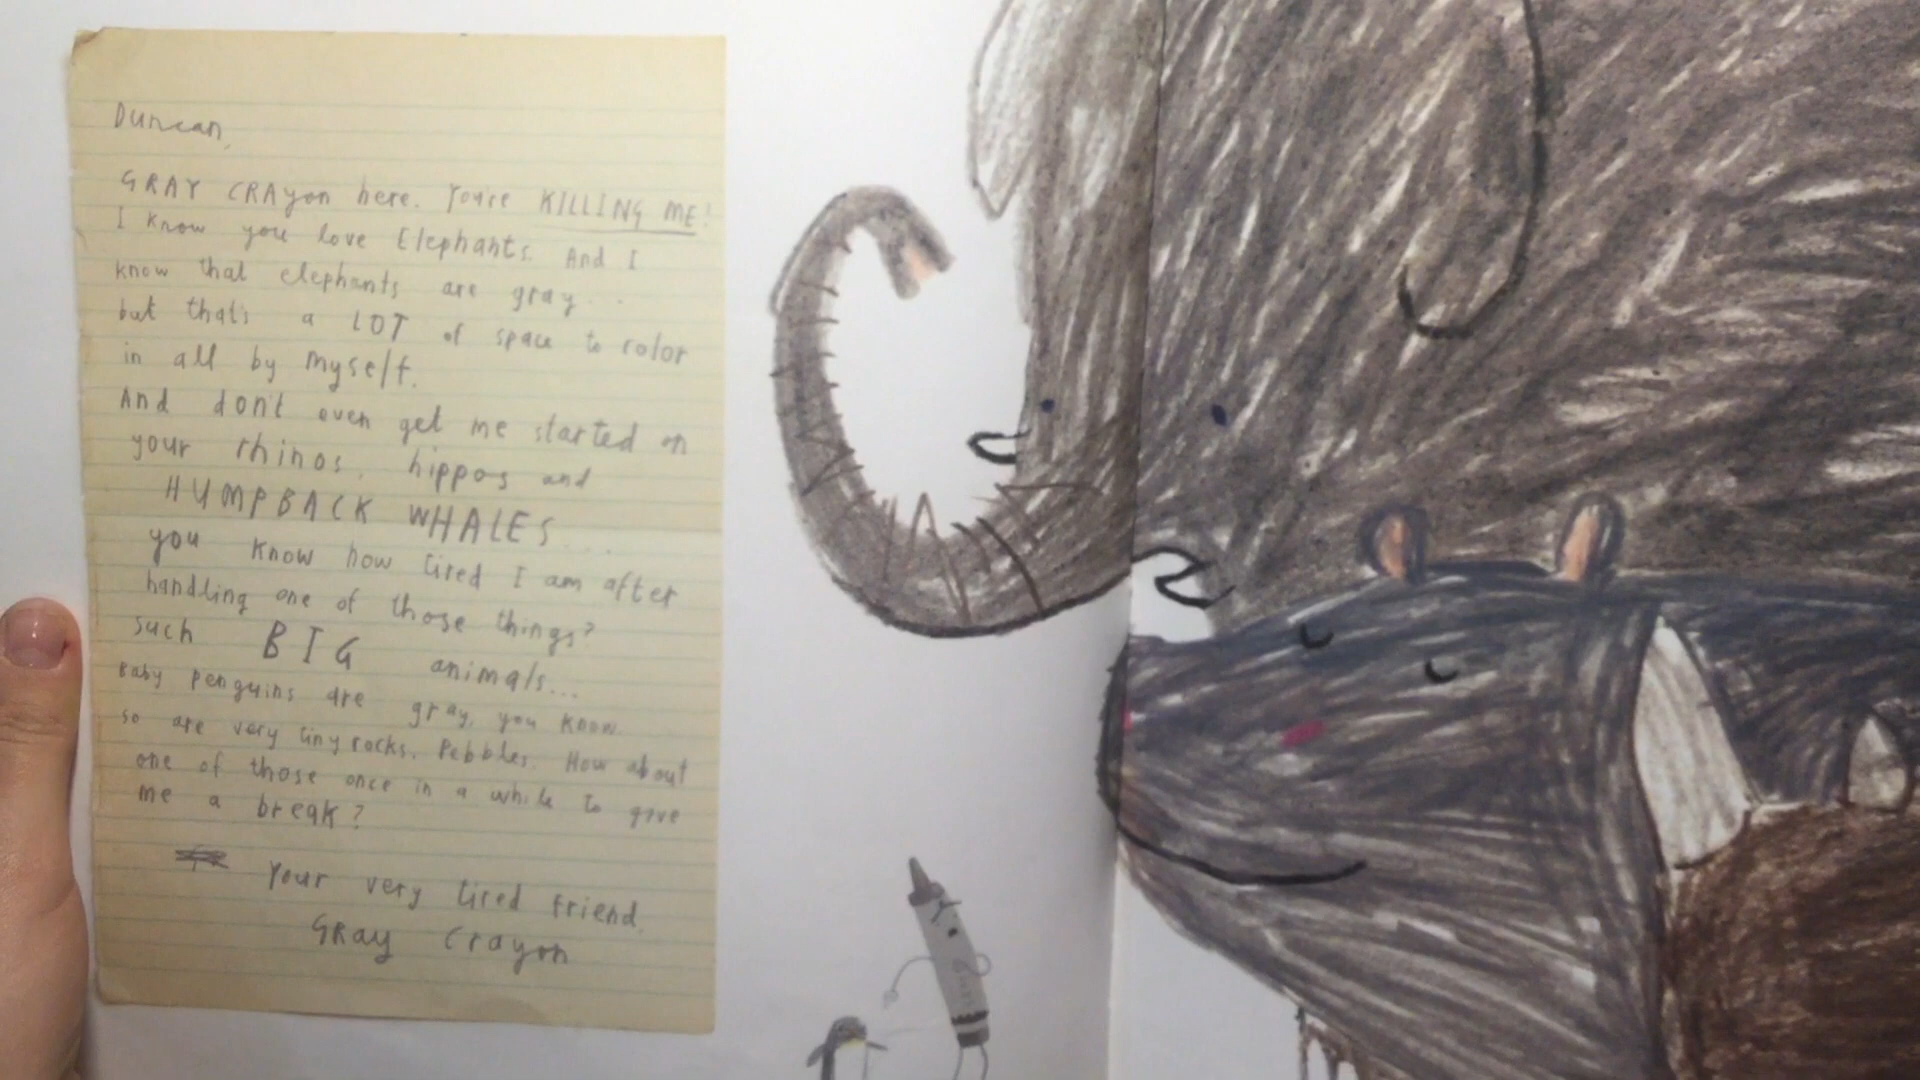 Duncan,
GRAY CRAyon here. You're KILLING ME!
I know you love Elephants. And I
know that elephants are gray...
but that's a LOT of space to color
in all by myself.
And don't even get me started on
your rhinos, hippos and
HUMPBACK WHALES...
you know how tired I am after
handling one of those things?
such BIG animals...
Baby penguins are gray, you know.
so are very tiny rocks. Pebbles. How about
one of those once in a while to give
me a break?
Your very tired friend,
GRay Crayon